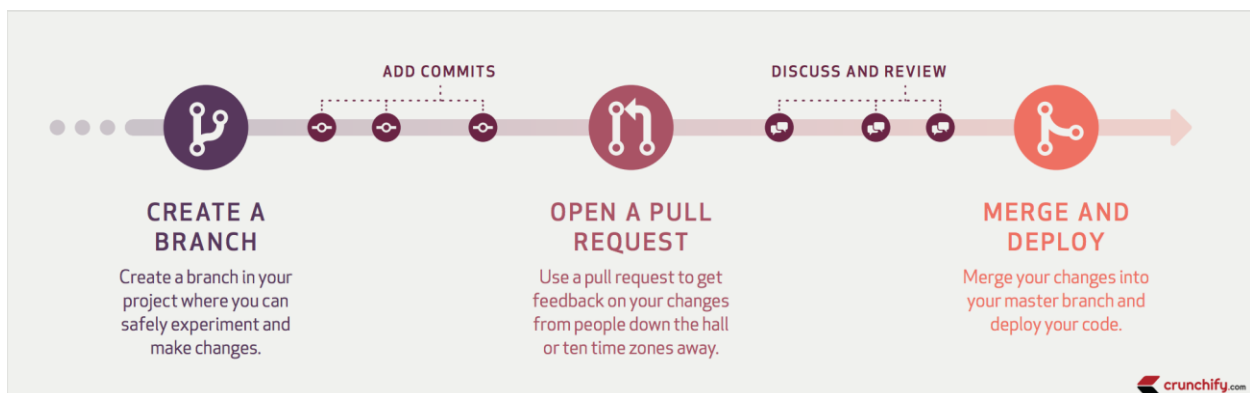 ADD COMMITS
DISCUSS AND REVIEW
CREATE A
BRANCH
Create a branch in your
project where you can
safely experiment and
make changes.
OPEN A PULL
REQUEST
Use a pull request to get
feedback on your changes
from people down the hall
or ten time zones away.
MERGE AND
DEPLOY
Merge your changes into
your master branch and
deploy your code.
crunchify.com